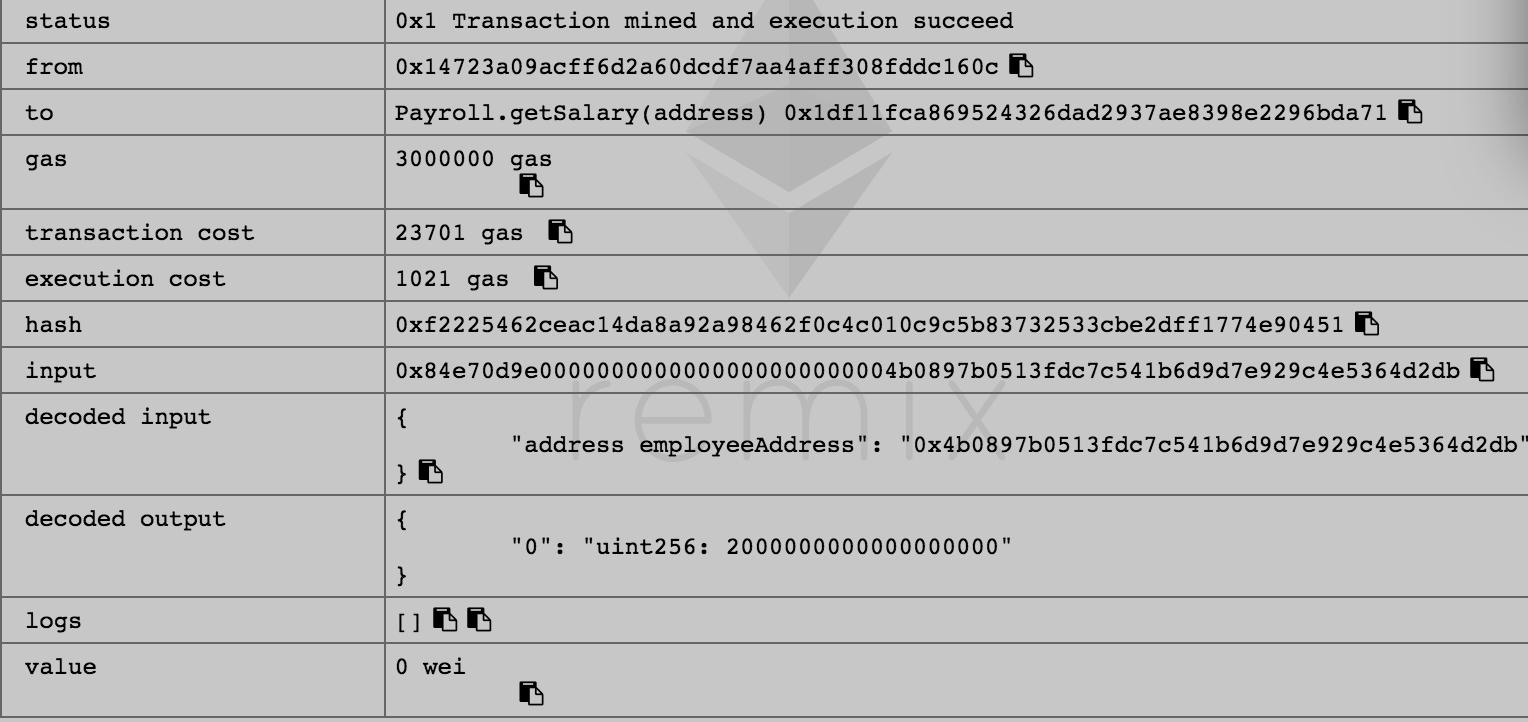 status 0x1 Transaction mined and execution succeed
from 0x14723a09acff6d2a60dcdf7aa4aff308fddc160c
to Payroll.getSalary(address) 0x1df11fca869524326dad2937ae8398e2296bda71
gas 3000000 gas
transaction cost 23701 gas
execution cost 1021 gas
hash 0xf2225462ceac14da8a92a98462f0c4c010c9c5b83732533cbe2dff1774e90451
input 0x84e70d9e0000000000000000000000004b0897b0513fdc7c541b6d9d7e929c4e5364d2db
remix
decoded input {
"address employeeAddress": "0x4b0897b0513fdc7c541b6d9d7e929c4e5364d2db"
}
decoded output {
"0": "uint256: 2000000000000000000"
}
logs []
value 0 wei